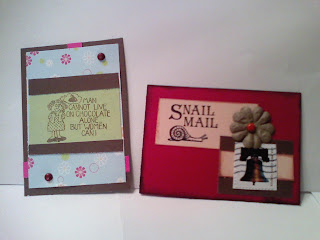 MAN
CANNOT LIVE
ON CHOCOLATE
ALONE
BUT WOMEN
CAN!
SNAIL
MAIL